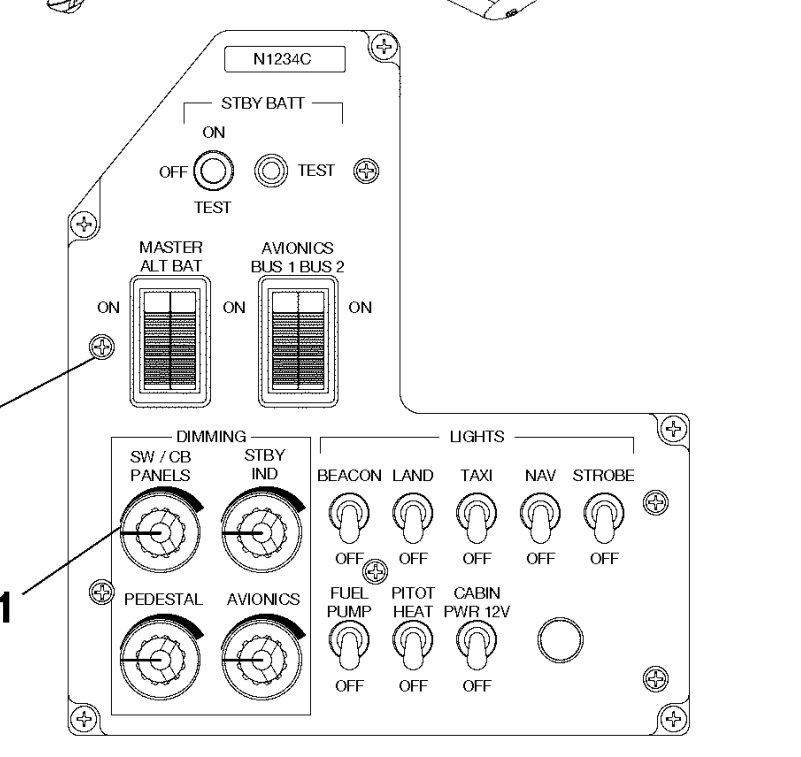 N1234C
STBY BATT
ON
OFF
TEST
TEST
MASTER
ALT BAT
AVIONICS
BUS 1 BUS 2
ON
ON
ON
DIMMING
SW / CB
PANELS
STBY
IND
PEDESTAL
AVIONICS
LIGHTS
BEACON LAND TAXI NAV STROBE
OFF OFF OFF OFF OFF
FUEL
PUMP
PITOT
HEAT
CABIN
PWR 12V
OFF OFF OFF
1